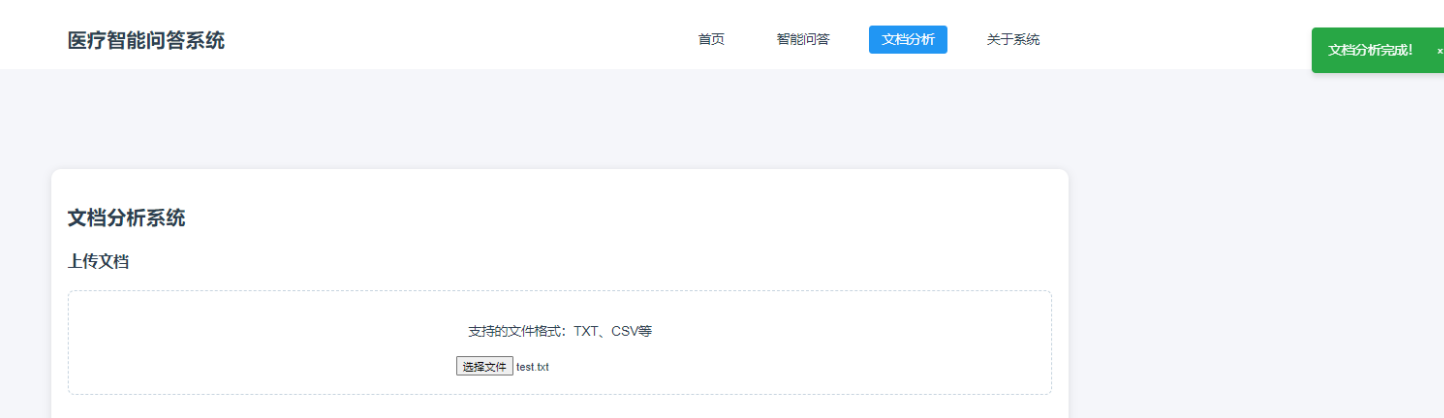 医疗智能问答系统
首页 智能问答 文档分析 关于系统
文档分析完成! ×
文档分析系统
上传文档
支持的文件格式：TXT、CSV等
选择文件 test.txt